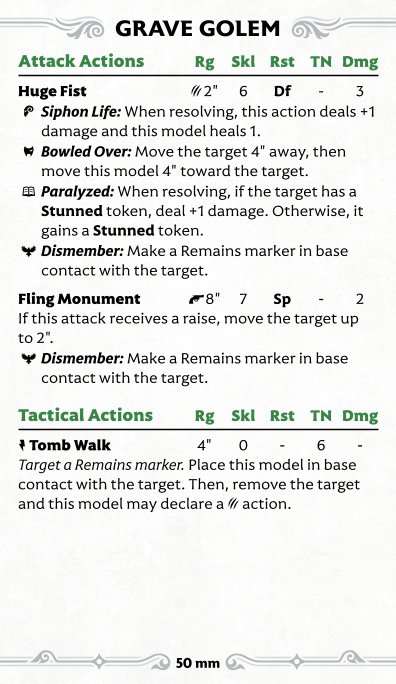 GRAVE GOLEM
Attack Actions Rg Skl Rst TN Dmg
Huge Fist 2" 6 Df - 3
Siphon Life: When resolving, this action deals +1
damage and this model heals 1.
Bowled Over: Move the target 4" away, then
move this model 4" toward the target.
Paralyzed: When resolving, if the target has a
Stunned token, deal +1 damage. Otherwise, it
gains a Stunned token.
Dismember: Make a Remains marker in base
contact with the target.
Fling Monument 8" 7 Sp - 2
If this attack receives a raise, move the target up
to 2".
Dismember: Make a Remains marker in base
contact with the target.
Tactical Actions Rg Skl Rst TN Dmg
Tomb Walk 4" 0 - 6 -
Target a Remains marker. Place this model in base
contact with the target. Then, remove the target
and this model may declare a action.
50 mm